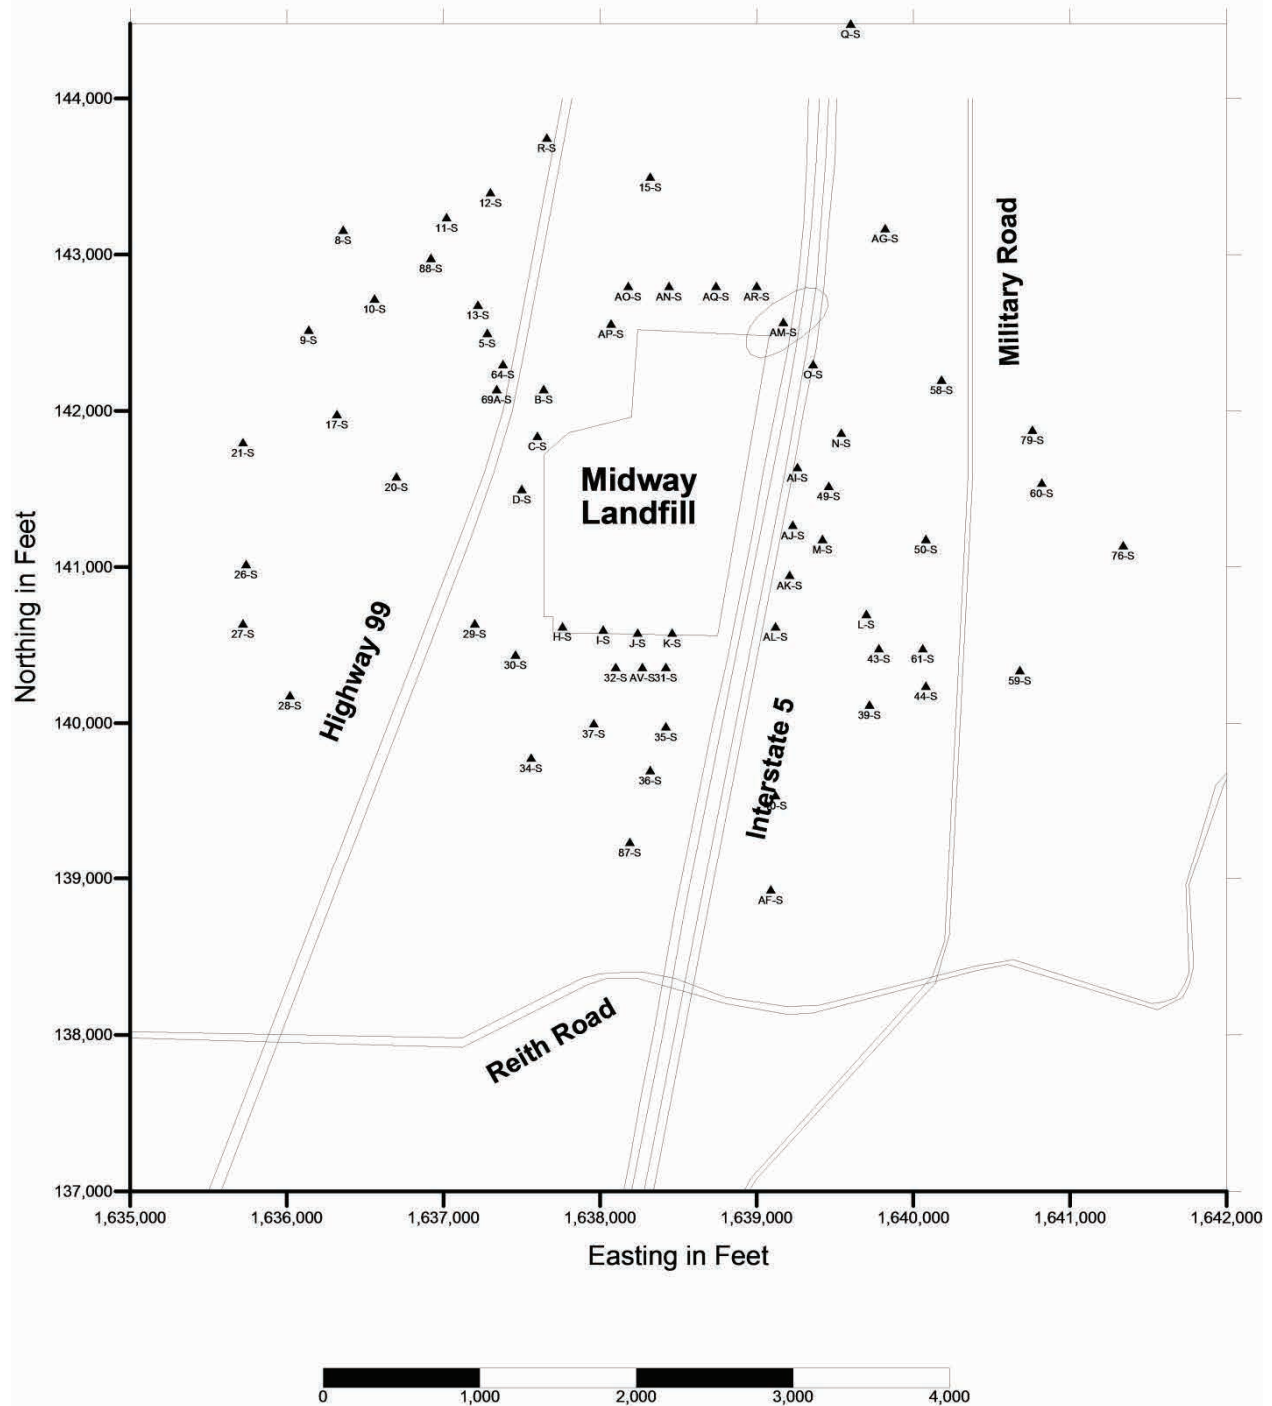 Q-S
144,000
R-S
15-S
12-S
11-S
8-S
AG-S
143,000
88-S
AO-S AN-S AQ-S AR-S
10-S
13-S
AP-S
AM-S
9-S
5-S
64-S
O-S
58-S
69A-S
B-S
142,000
17-S
C-S
N-S
79-S
21-S
AI-S
20-S
D-S
49-S
60-S
Midway
Landfill
AJ-S
M-S
50-S
76-S
141,000
26-S
AK-S
27-S
29-S
H-S
I-S
J-S
K-S
AL-S
L-S
30-S
43-S
61-S
32-S AV-S 31-S
59-S
28-S
44-S
39-S
140,000
37-S
35-S
34-S
36-S
87-S
139,000
AF-S
138,000
137,000
Highway 99
Interstate 5
Military Road
Reith Road
Northing in Feet
1,635,000 1,636,000 1,637,000 1,638,000 1,639,000 1,640,000 1,641,000 1,642,000
Easting in Feet
0 1,000 2,000 3,000 4,000